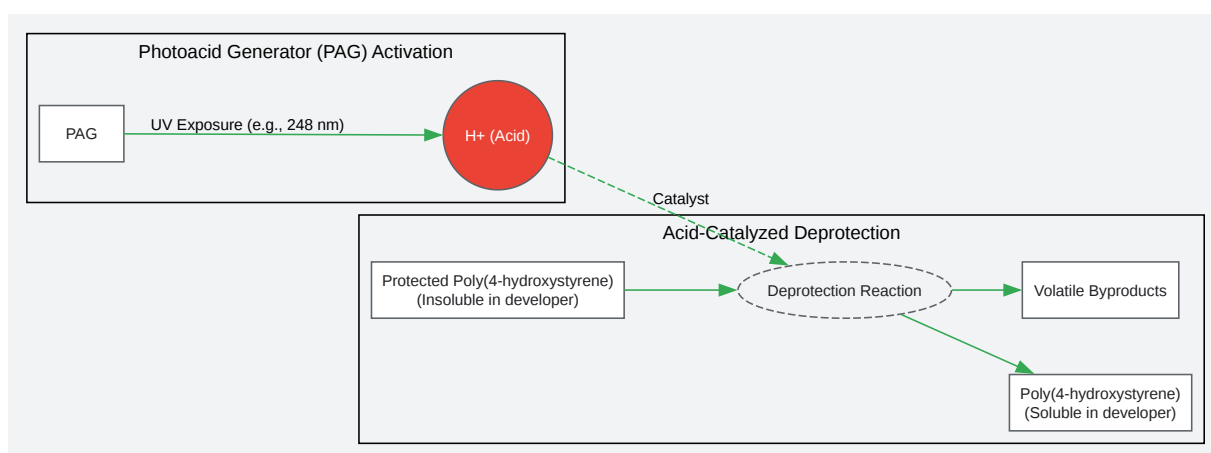 Photoacid Generator (PAG) Activation
PAG
UV Exposure (e.g., 248 nm)
H+ (Acid)
Catalyst
Acid-Catalyzed Deprotection
Protected Poly(4-hydroxystyrene)
(Insoluble in developer)
Deprotection Reaction
Volatile Byproducts
Poly(4-hydroxystyrene)
(Soluble in developer)